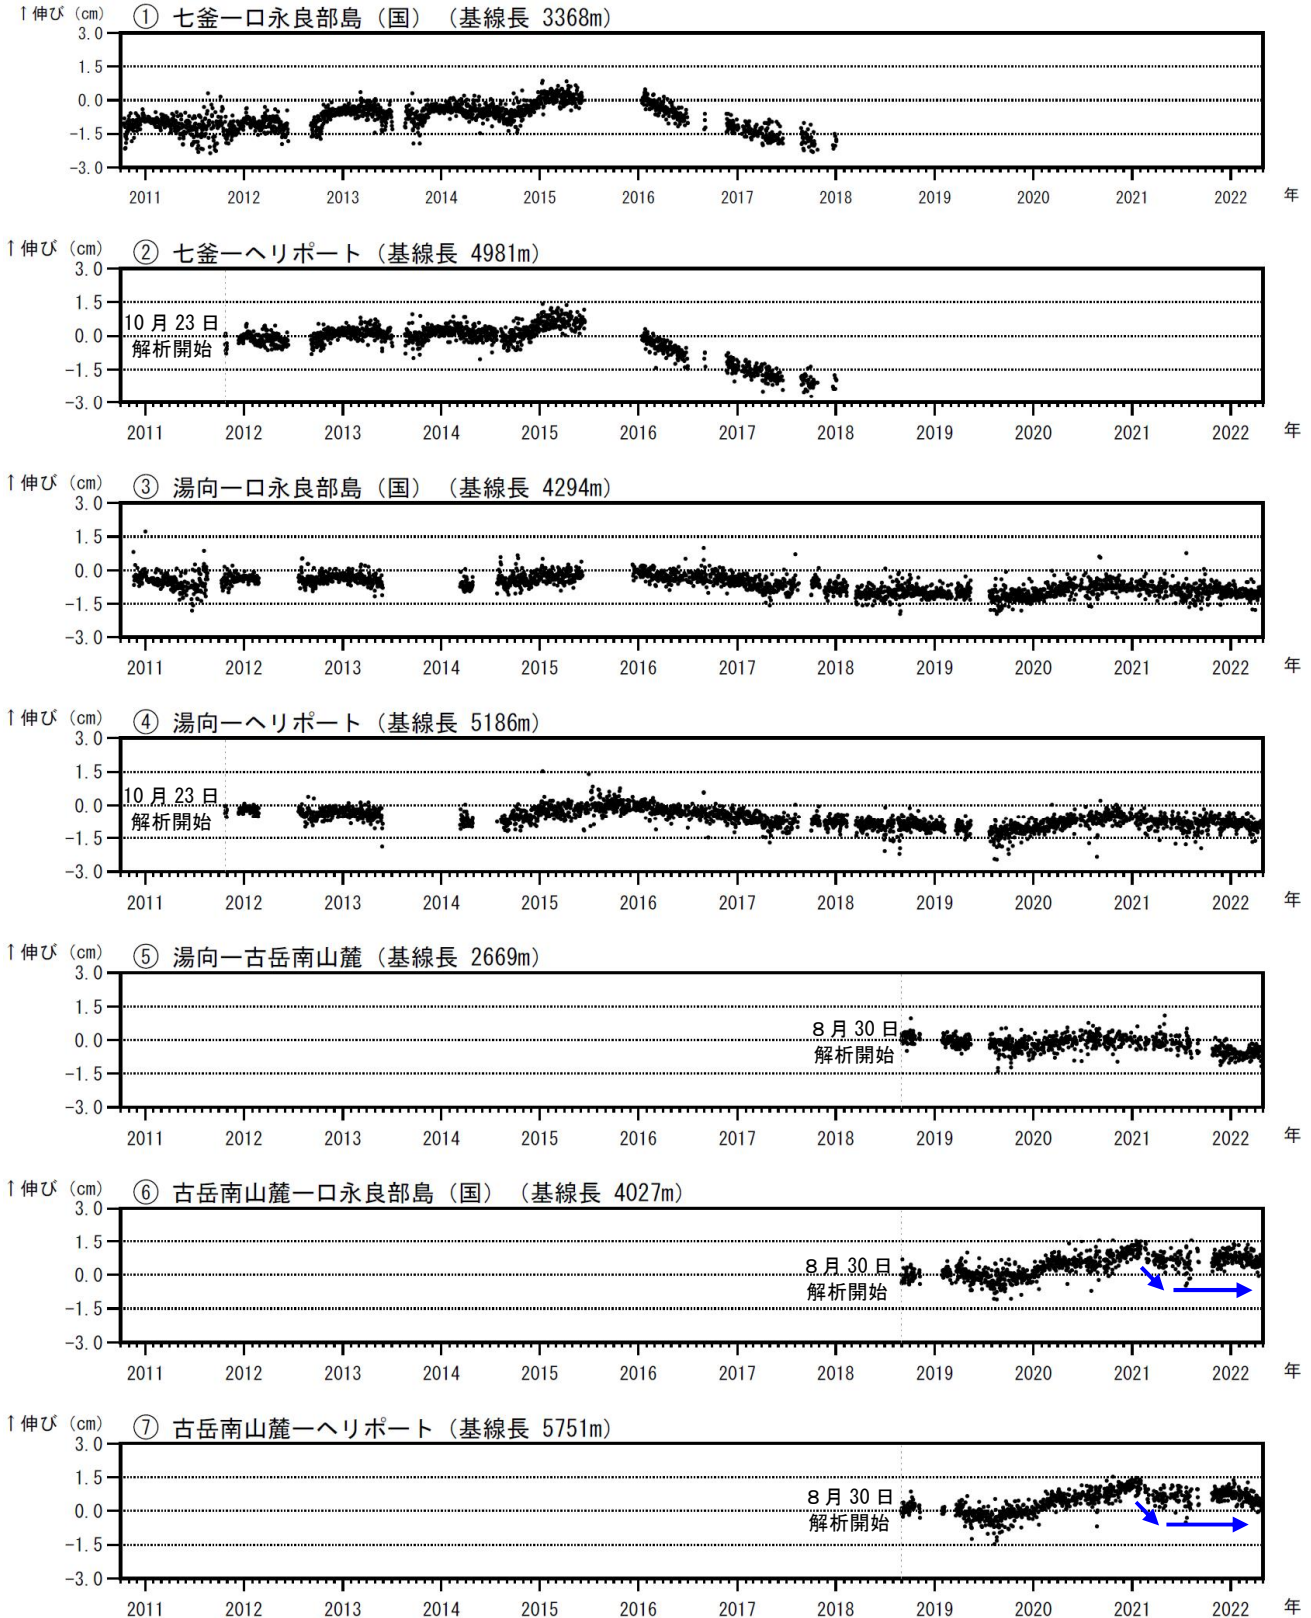 ↑伸び（cm） ① 七釜ー口永良部島（国）（基線長 3368m）
3.0
1.5
0.0
-1.5
-3.0
2011 2012 2013 2014 2015 2016 2017 2018 2019 2020 2021 2022 年
↑伸び（cm） ② 七釜ーヘリポート（基線長 4981m）
3.0
1.5
10月23日
0.0
解析開始
-1.5
-3.0
2011 2012 2013 2014 2015 2016 2017 2018 2019 2020 2021 2022 年
↑伸び（cm） ③ 湯向ー口永良部島（国）（基線長 4294m）
3.0
1.5
0.0
-1.5
-3.0
2011 2012 2013 2014 2015 2016 2017 2018 2019 2020 2021 2022 年
↑伸び（cm） ④ 湯向ーヘリポート（基線長 5186m）
3.0
1.5
10月23日
0.0
解析開始
-1.5
-3.0
2011 2012 2013 2014 2015 2016 2017 2018 2019 2020 2021 2022 年
↑伸び（cm） ⑤ 湯向ー古岳南山麓（基線長 2669m）
3.0
1.5
8月30日
0.0
解析開始
-1.5
-3.0
2011 2012 2013 2014 2015 2016 2017 2018 2019 2020 2021 2022 年
↑伸び（cm） ⑥ 古岳南山麓ー口永良部島（国）（基線長 4027m）
3.0
1.5
8月30日
0.0
解析開始
-1.5
-3.0
2011 2012 2013 2014 2015 2016 2017 2018 2019 2020 2021 2022 年
↑伸び（cm） ⑦ 古岳南山麓ーヘリポート（基線長 5751m）
3.0
1.5
8月30日
0.0
解析開始
-1.5
-3.0
2011 2012 2013 2014 2015 2016 2017 2018 2019 2020 2021 2022 年